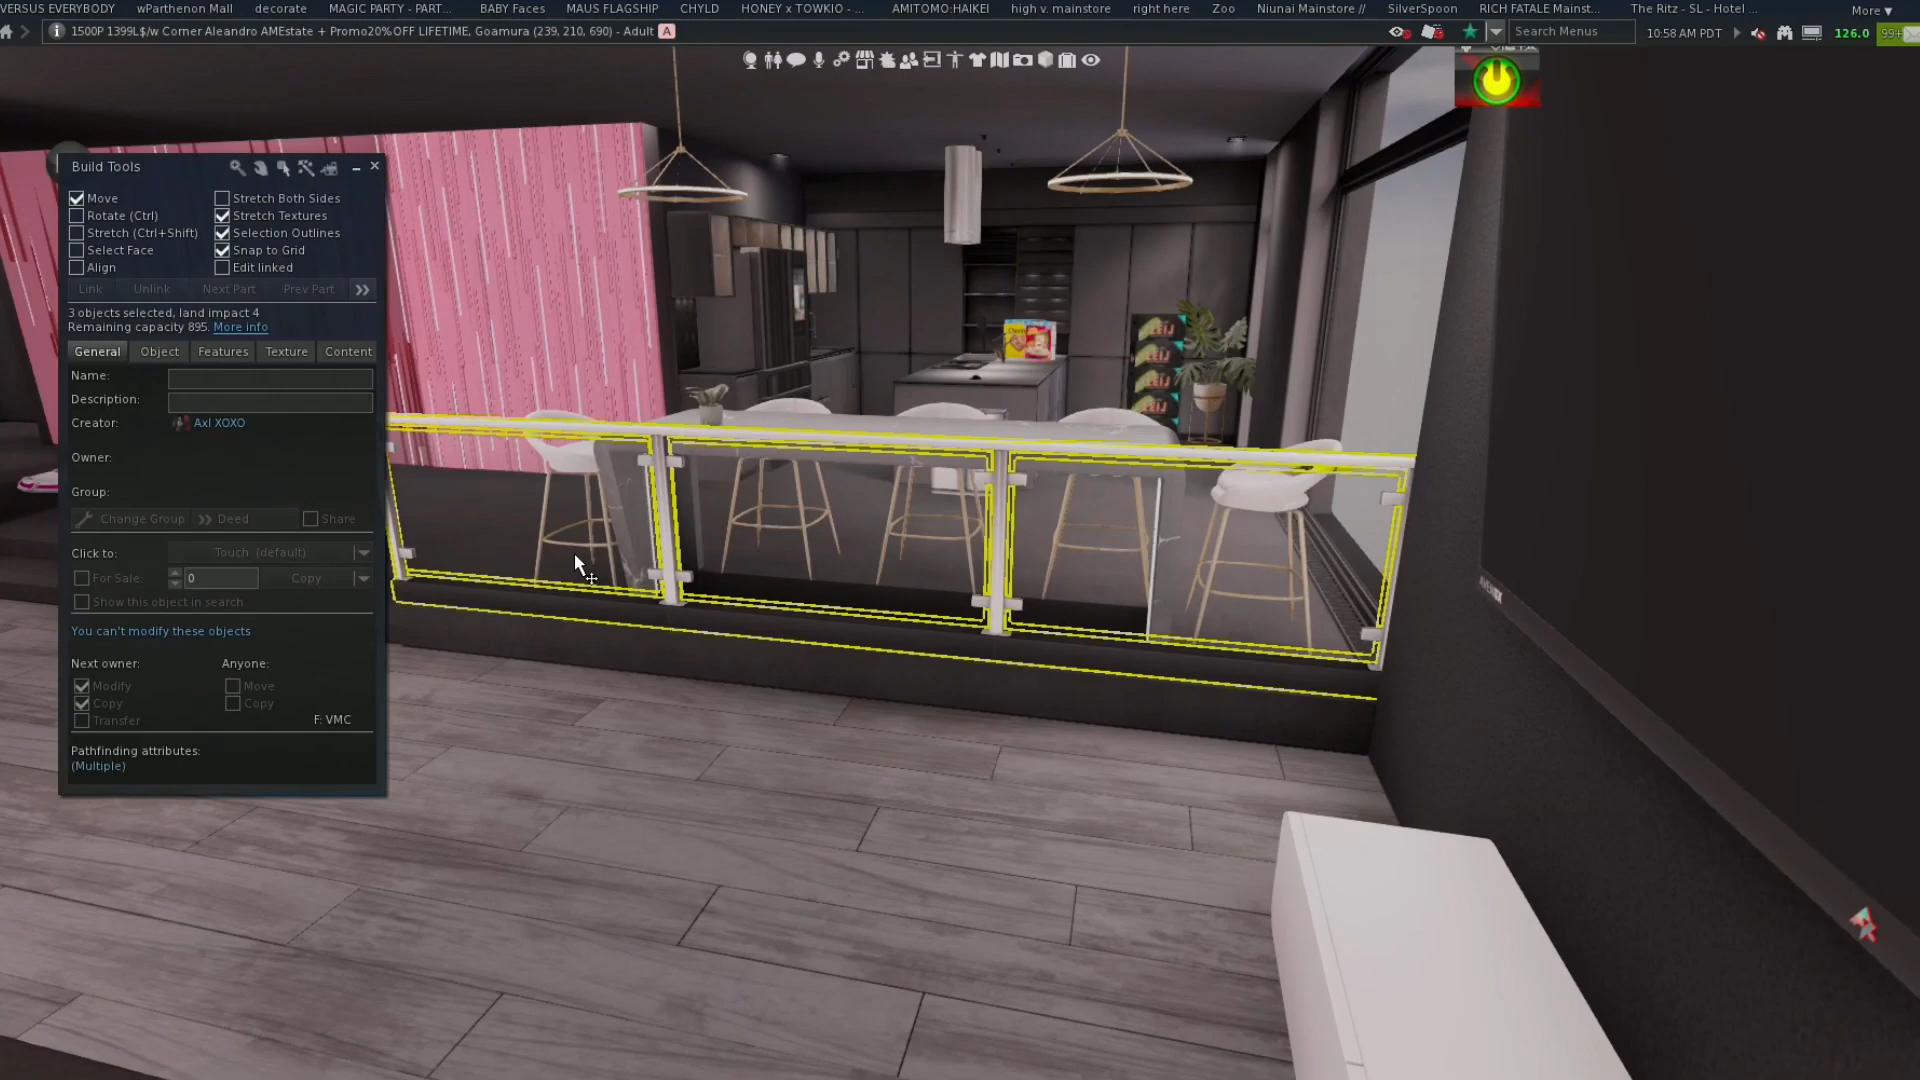 VERSUS EVERYBODY wParthenon Mall decorate MAGIC PARTY - PART... BABY Faces MAUS FLAGSHIP CHYLD HONEY x TOWKIO - ... AMITOMO:HAIKEI high v. mainstore right here Zoo Niunai Mainstore // SilverSpoon RICH FATALE Mainst... The Ritz - SL - Hotel ... More ▼
1500P 1399L$/w Corner Aleandro AMEstate + Promo20%OFF LIFETIME, Goamura (239, 210, 690) - Adult A Search Menus 10:58 AM PDT 126.0 99+
Build Tools
Move Stretch Both Sides
Rotate (Ctrl) Stretch Textures
Stretch (Ctrl+Shift) Selection Outlines
Select Face Snap to Grid
Align Edit linked
Link Unlink Next Part Prev Part
3 objects selected, land impact 4
Remaining capacity 895. More info
General Object Features Texture Content
Name:
Description:
Creator: Axl XOXO
Owner:
Group:
Change Group Deed Share
Click to: Touch (default)
For Sale: 0 Copy
Show this object in search
You can't modify these objects
Next owner: Anyone:
Modify Move
Copy Copy
Transfer F: VMC
Pathfinding attributes:
(Multiple)